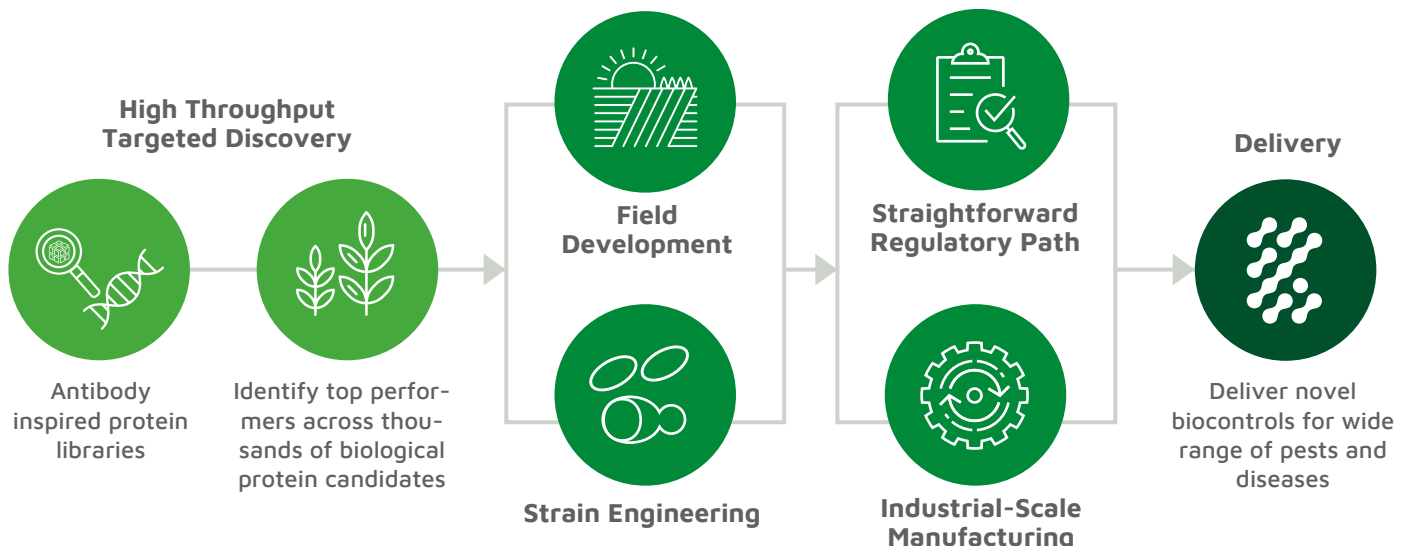 High Throughput
Targeted Discovery
Antibody
inspired protein
libraries
Identify top perfor-
mers across thou-
sands of biological
protein candidates
Field
Development
Strain Engineering
Straightforward
Regulatory Path
Industrial-Scale
Manufacturing
Delivery
Deliver novel
biocontrols for wide
range of pests and
diseases